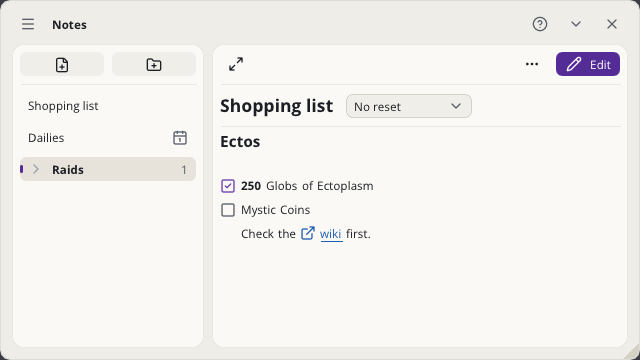 Notes
Edit
Shopping list
Dailies
Raids 1
Shopping list No reset
Ectos
250 Globs of Ectoplasm
Mystic Coins
Check the wiki first.